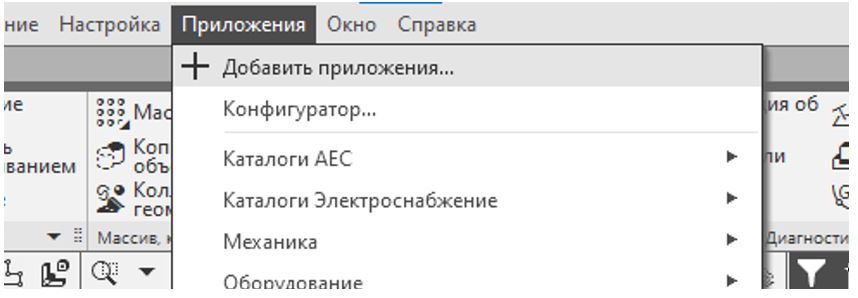 ние Настройка Приложения Окно Справка
Добавить приложения...
Конфигуратор...
Каталоги АЕС
Каталоги Электроснабжение
Механика
Оборудование
ие
ь
иванием
Мас
Коп
объ
Кол
геом
ия об
ли
Массив, к
Диагности